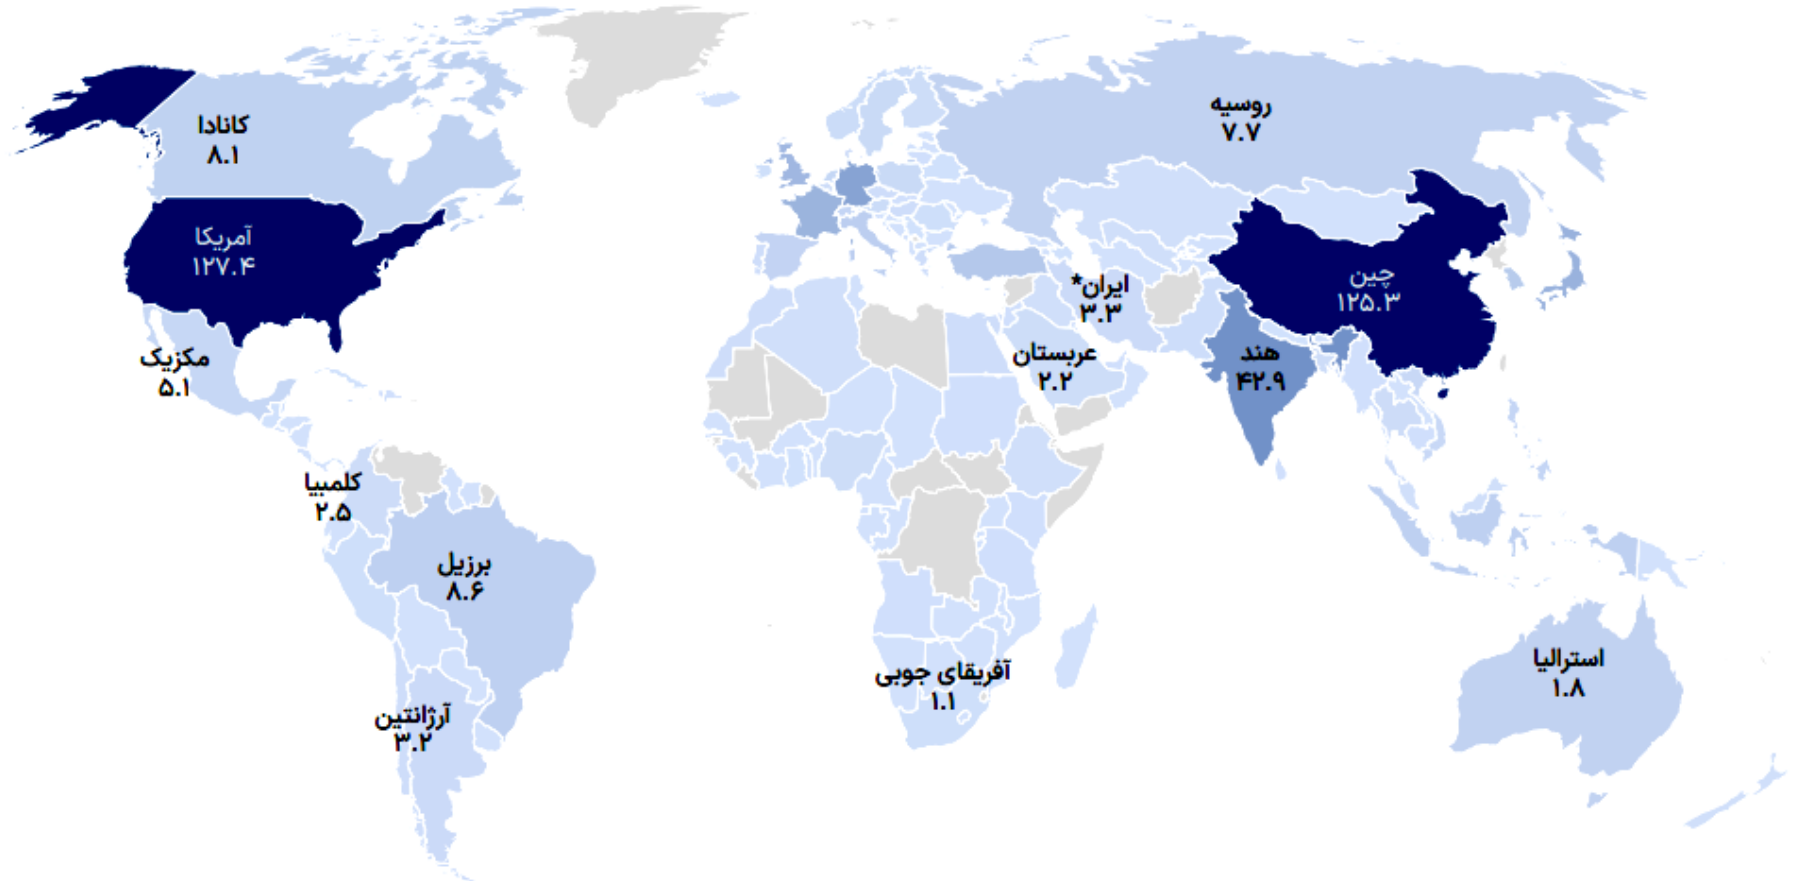 کانادا
۸.۱
آمریکا
۱۲۷.۴
مکزیک
۵.۱
کلمبیا
۲.۵
برزیل
۸.۶
آرژانتین
۳.۲
روسیه
۷.۷
چین
۱۲۵.۳
ایران*
۳.۳
عربستان
۲.۲
هند
۴۲.۹
آفریقای جوبی
۱.۱
استرالیا
۱.۸